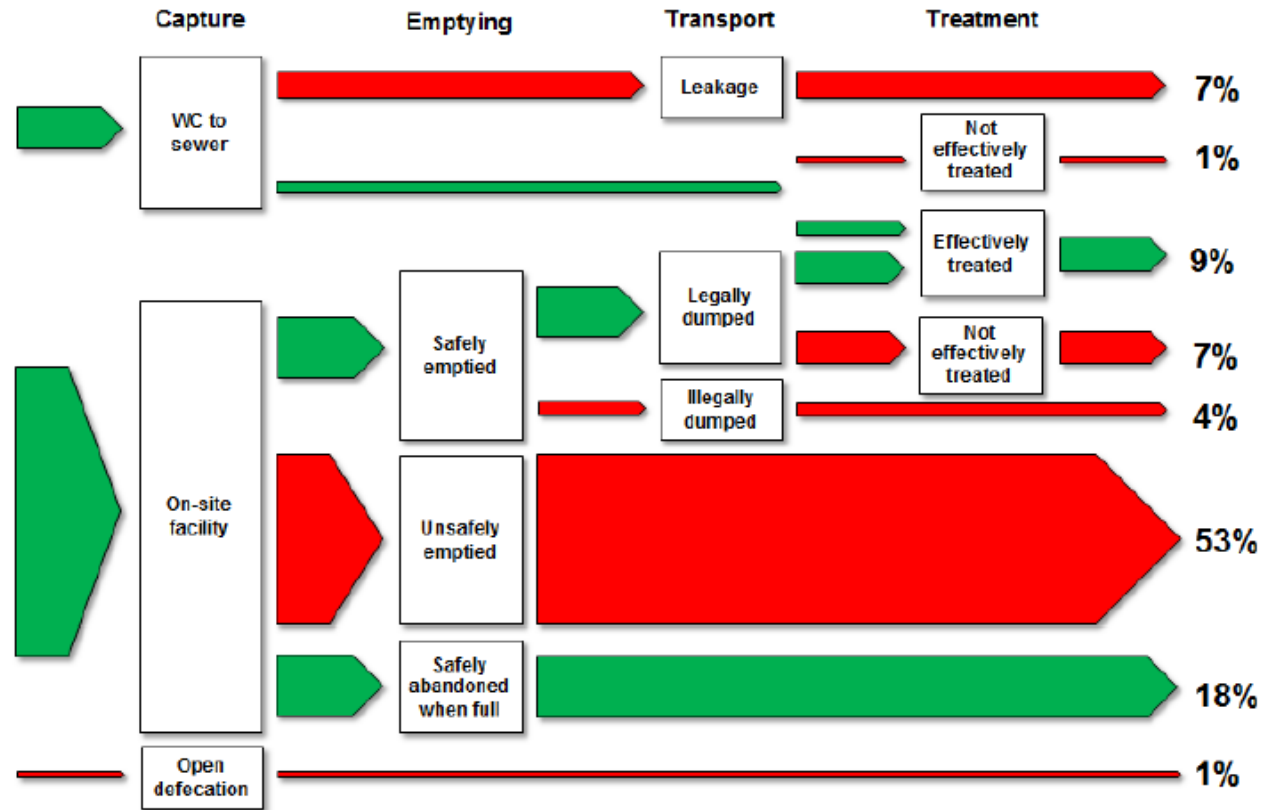 Capture
Emptying
Transport
Treatment
WC to
sewer
Leakage
7%
Not
effectively
treated
1%
Effectively
treated
9%
Legally
dumped
Safely
emptied
Not
effectively
treated
7%
Illegally
dumped
4%
On-site
facility
Unsafely
emptied
53%
Safely
abandoned
when full
18%
Open
defecation
1%